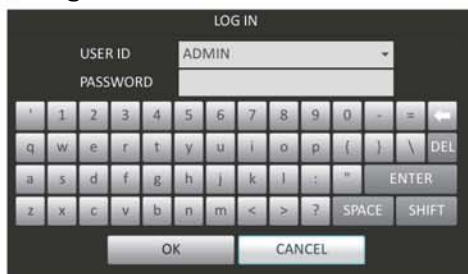 LOG IN
USER ID ADMIN
PASSWORD
' 1 2 3 4 5 6 7 8 9 0 - =
q w e r t y u i o p { } \ DEL
a s d f g h j k l : " ENTER
z x c v b n m < > ? SPACE SHIFT
OK CANCEL